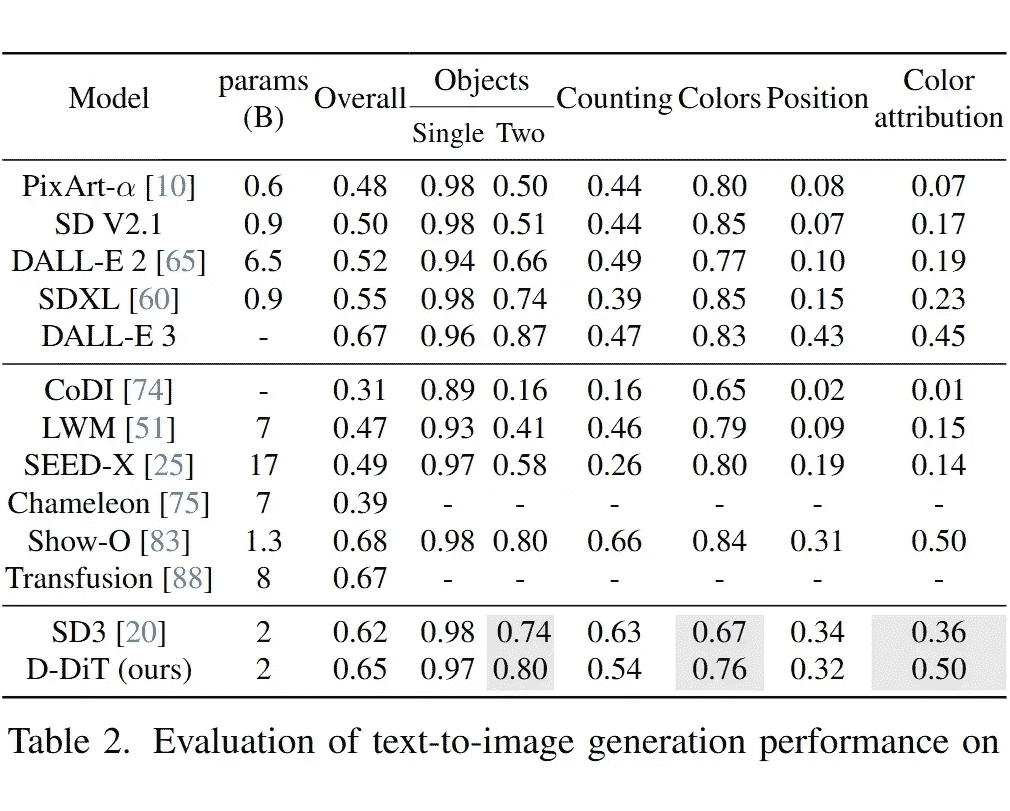 Model params (B) Overall Objects Counting Colors Position Color attribution
Single Two
PixArt-α [10] 0.6 0.48 0.98 0.50 0.44 0.80 0.08 0.07
SD V2.1 0.9 0.50 0.98 0.51 0.44 0.85 0.07 0.17
DALL-E 2 [65] 6.5 0.52 0.94 0.66 0.49 0.77 0.10 0.19
SDXL [60] 0.9 0.55 0.98 0.74 0.39 0.85 0.15 0.23
DALL-E 3 - 0.67 0.96 0.87 0.47 0.83 0.43 0.45
CoDI [74] - 0.31 0.89 0.16 0.16 0.65 0.02 0.01
LWM [51] 7 0.47 0.93 0.41 0.46 0.79 0.09 0.15
SEED-X [25] 17 0.49 0.97 0.58 0.26 0.80 0.19 0.14
Chameleon [75] 7 0.39 - - - - - -
Show-O [83] 1.3 0.68 0.98 0.80 0.66 0.84 0.31 0.50
Transfusion [88] 8 0.67 - - - - - -
SD3 [20] 2 0.62 0.98 0.74 0.63 0.67 0.34 0.36
D-DiT (ours) 2 0.65 0.97 0.80 0.54 0.76 0.32 0.50
Table 2. Evaluation of text-to-image generation performance on